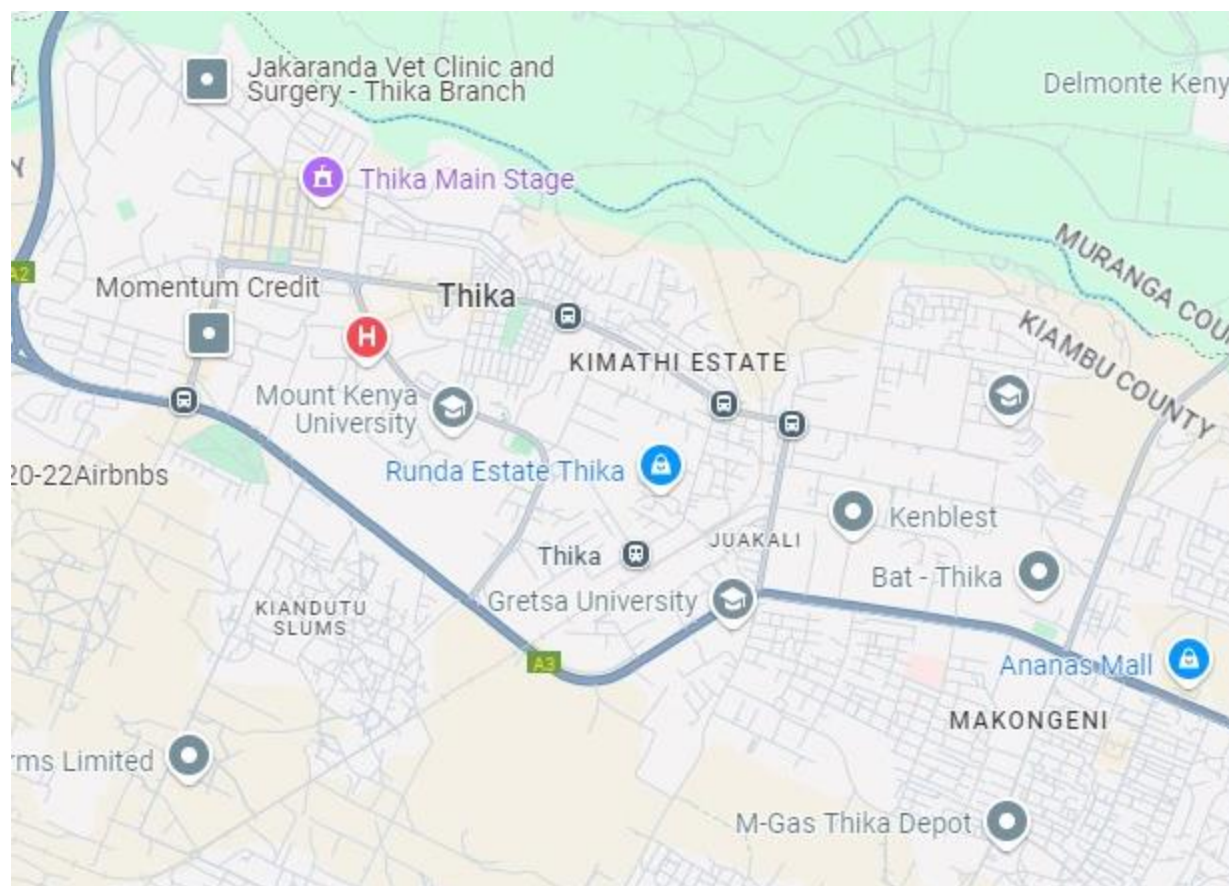 Jakaranda Vet Clinic and
Surgery - Thika Branch
Delmonte Keny
Y
Thika Main Stage
MURANGA COU
A2
Momentum Credit
Thika
H
KIAMBU COUNTY
KIMATHI ESTATE
Mount Kenya
University
20-22Airbnbs
Runda Estate Thika
Kenblest
JUAKALI
Thika
Bat - Thika
Gretsa University
KIANDUTU
SLUMS
A3
Ananas Mall
MAKONGENI
rms Limited
M-Gas Thika Depot